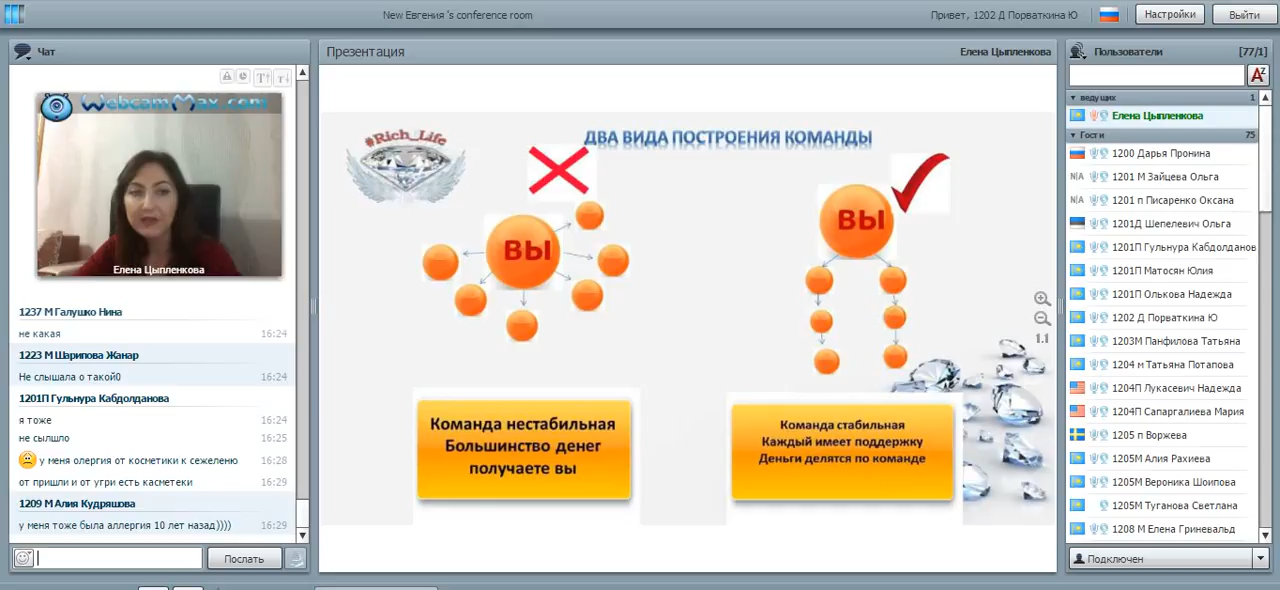 New Евгения 's conference room
Привет, 1202 Д Порваткина Ю
Настройки
Выйти
Чат
WebcamMax.com
Елена Цыпленкова
1237 М Галушко Нина
не какая 16:24
1223 М Шарипова Жанар
Не слышала о такой0 16:24
1201П Гульнура Кабдолданова
я тоже 16:24
не сылшло 16:25
у меня олергия от косметики к сежелению 16:28
от пришли и от угри есть касметеки 16:29
1209 М Алия Кудряшова
у меня тоже была аллергия 10 лет назад)))) 16:29
Послать
Презентация
Елена Цыпленкова
#Rich_Life
ДВА ВИДА ПОСТРОЕНИЯ КОМАНДЫ
ВЫ
ВЫ
1.1
Команда нестабильная
Большинство денег
получаете вы
Команда стабильная
Каждый имеет поддержку
Деньги делятся по команде
Пользователи [77/1]
ведущих 1
Елена Цыпленкова
Гости 75
1200 Дарья Пронина
N/A 1201 М Зайцева Ольга
N/A 1201 п Писаренко Оксана
1201Д Шепелевич Ольга
1201П Гульнура Кабдолданов
1201П Матосян Юлия
1201П Олькова Надежда
1202 Д Порваткина Ю
1203М Панфилова Татьяна
1204 м Татьяна Потапова
1204П Лукасевич Надежда
1204П Сапаргалиева Мария
1205 п Воржева
1205М Алия Рахиева
1205М Вероника Шоипова
1205М Туганова Светлана
1208 М Елена Гриневальд
Подключен